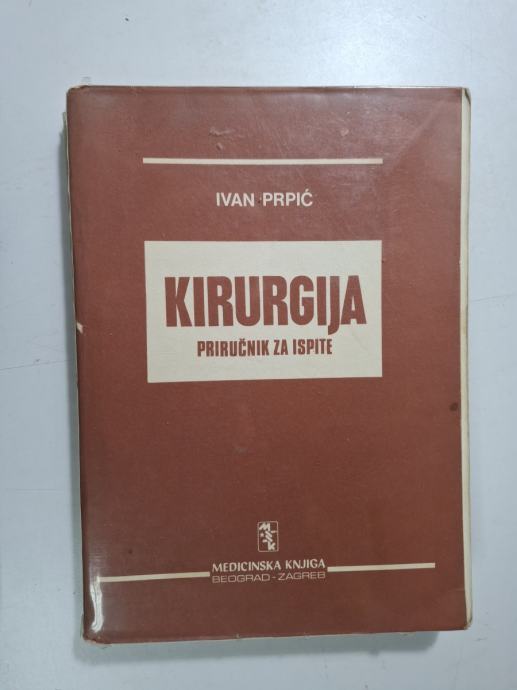 IVAN PRPIĆ
KIRURGIJA
PRIRUČNIK ZA ISPITE
MEDICINSKA KNJIGA
BEOGRAD-ZAGREB